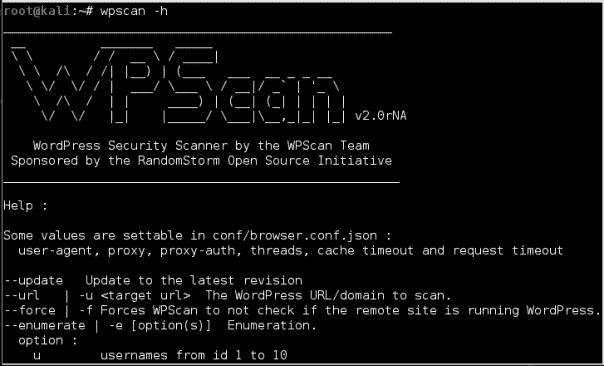 root@kali:~# wpscan -h
WPScan
v2.0rNA
WordPress Security Scanner by the WPScan Team
Sponsored by the RandomStorm Open Source Initiative
Help :
Some values are settable in conf/browser.conf.json :
user-agent, proxy, proxy-auth, threads, cache timeout and request timeout
--update Update to the latest revision
--url | -u <target url> The WordPress URL/domain to scan.
--force | -f Forces WPScan to not check if the remote site is running WordPress.
--enumerate | -e [option(s)] Enumeration.
option :
u usernames from id 1 to 10